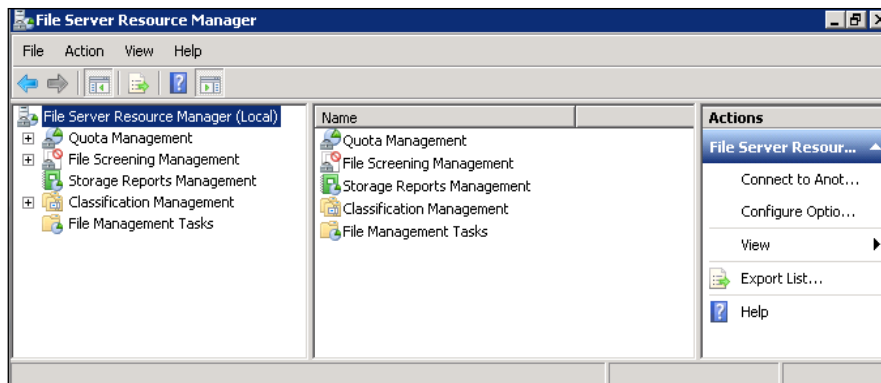 File Server Resource Manager
File Action View Help
File Server Resource Manager (Local)
Quota Management
File Screening Management
Storage Reports Management
Classification Management
File Management Tasks
Name
Quota Management
File Screening Management
Storage Reports Management
Classification Management
File Management Tasks
Actions
File Server Resour...
Connect to Anot...
Configure Optio...
View
Export List...
Help